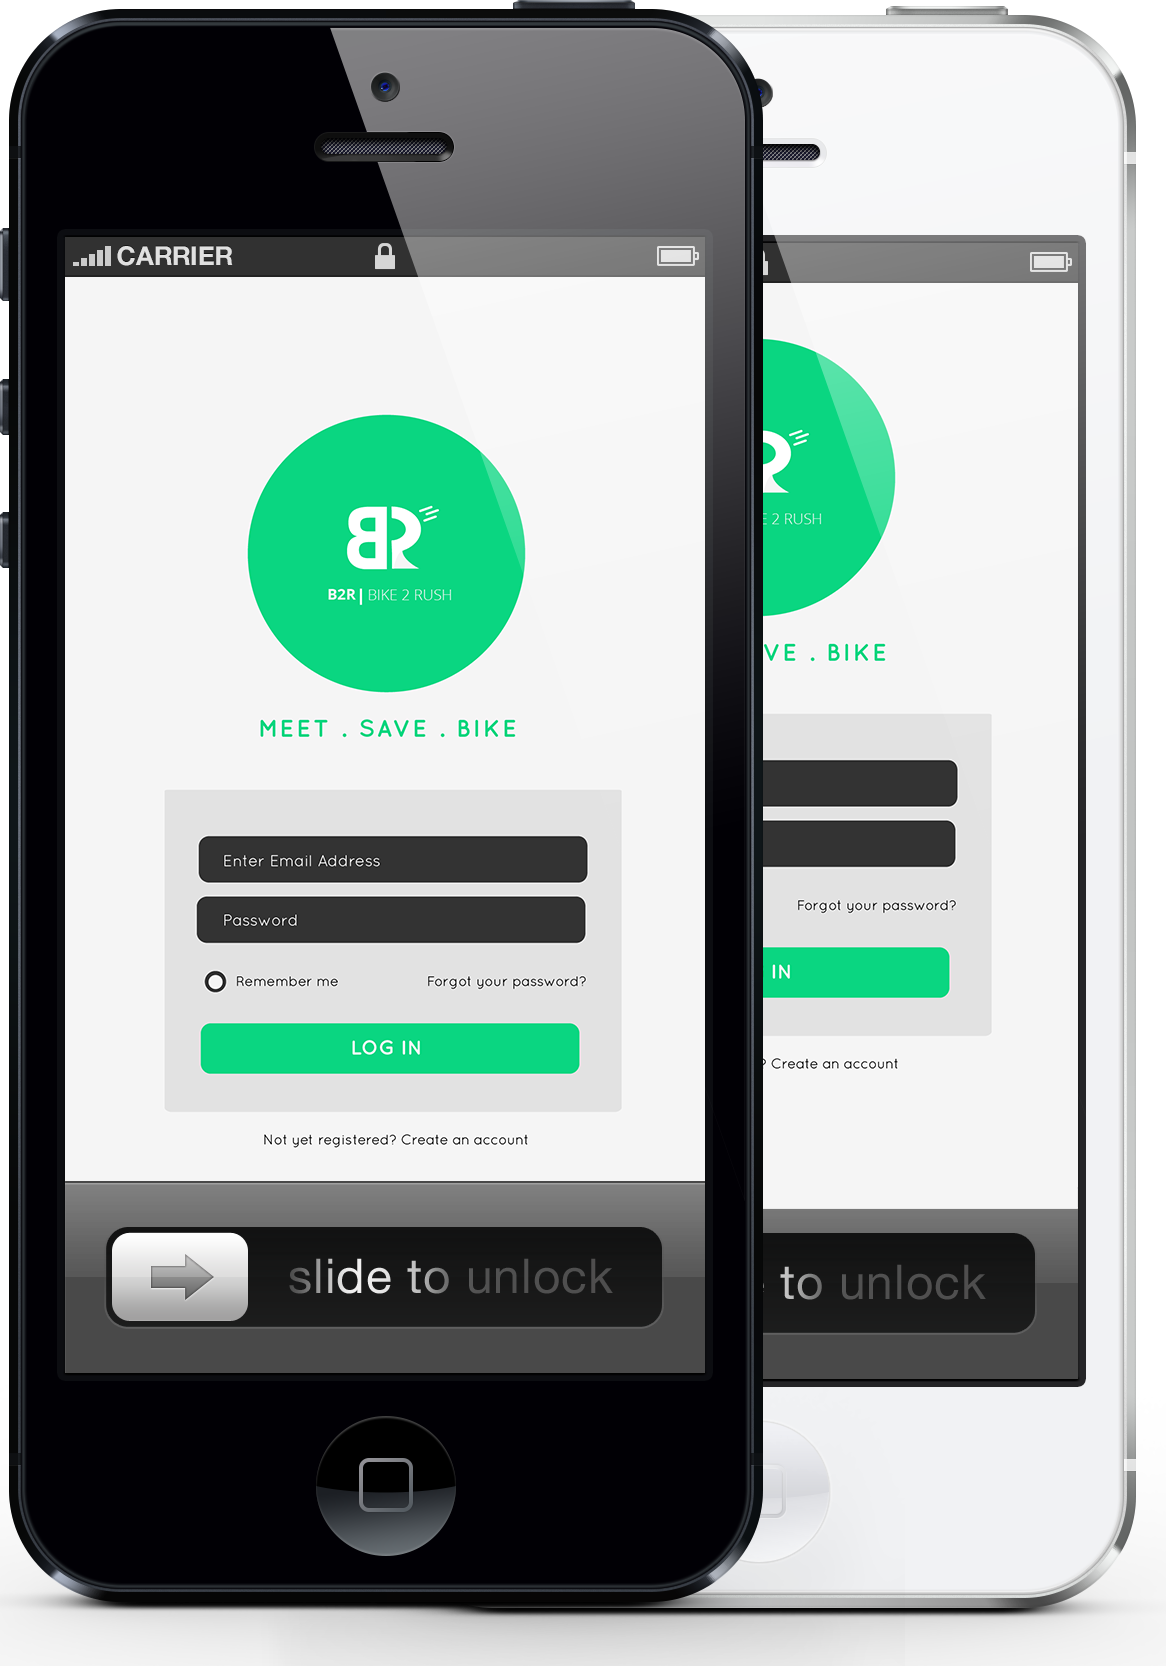 CARRIER
BR
B2R | BIKE 2 RUSH
MEET . SAVE . BIKE
Enter Email Address
Password
Remember me
Forgot your password?
LOG IN
Not yet registered? Create an account
slide to unlock
2 RUSH
VE . BIKE
Forgot your password?
IN
? Create an account
to unlock